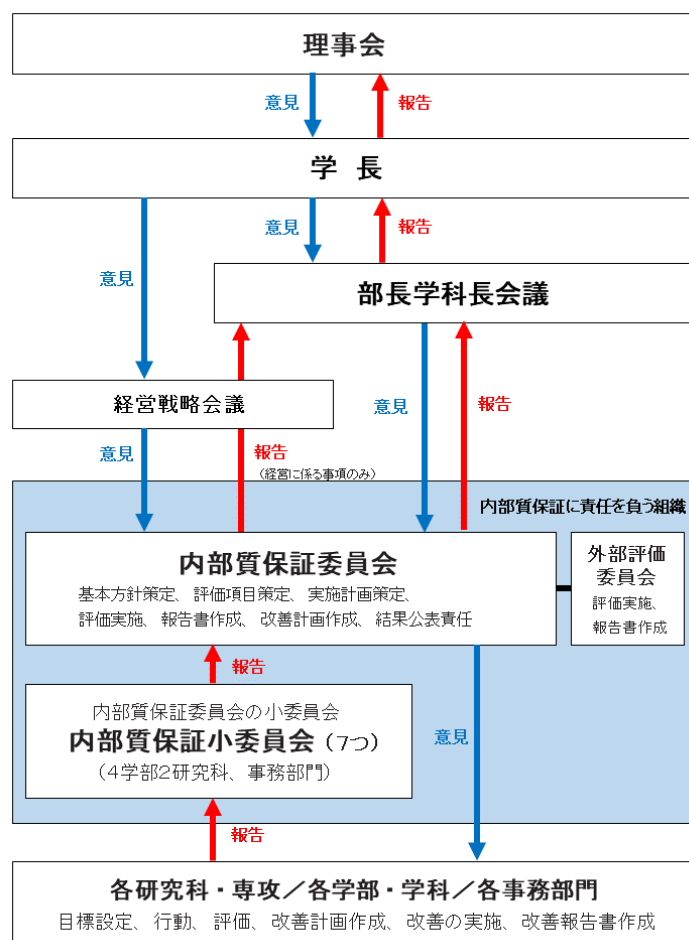 理事会
意見
報告
学 長
意見
意見
報告
部長学科長会議
経営戦略会議
意見
報告
意見
報告
(経営に係る事項のみ)
内部質保証に責任を負う組織
内部質保証委員会
基本方針策定、評価項目策定、実施計画策定、
評価実施、報告書作成、改善計画作成、結果公表責任
外部評価
委員会
評価実施、
報告書作成
報告
内部質保証委員会の小委員会
内部質保証小委員会(7つ)
(4学部2研究科、事務部門)
意見
報告
各研究科・専攻/各学部・学科/各事務部門
目標設定、行動、評価、改善計画作成、改善の実施、改善報告書作成